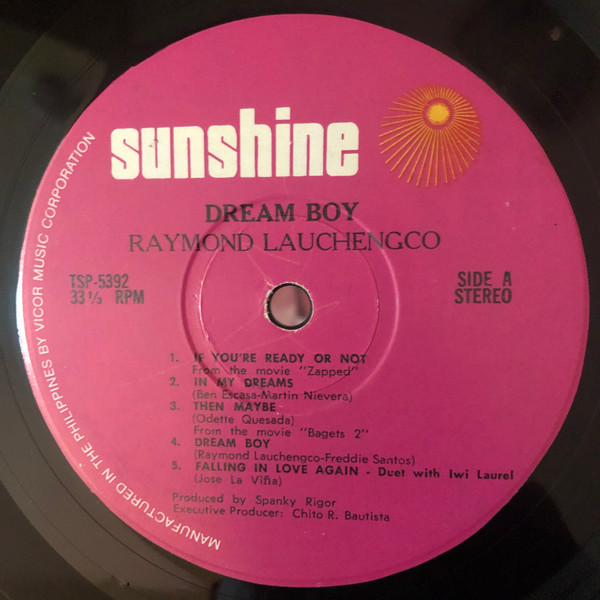 sunshine
DREAM BOY
RAYMOND LAUCHENGCO
TSP-5392
33 1/3 RPM
SIDE A
STEREO
1. IF YOU'RE READY OR NOT
From the movie "Zapped"
2. IN MY DREAMS
(Ben Escasa-Martin Nievera)
3. THEN MAYBE
(Odette Quesada)
From the movie "Bagets 2"
4. DREAM BOY
(Raymond Lauchengco-Freddie Santos)
5. FALLING IN LOVE AGAIN - Duet with Iwi Laurel
(Jose La Viña)
Produced by Spanky Rigor
Executive Producer: Chito R. Bautista
MANUFACTURED IN THE PHILIPPINES BY VICOR MUSIC CORPORATION